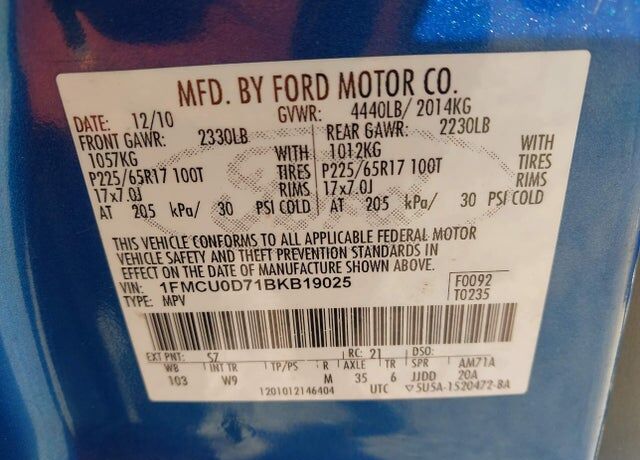 MFD. BY FORD MOTOR CO.
DATE: 12/10 GVWR: 4440LB/ 2014KG
FRONT GAWR: 2330LB REAR GAWR: 2230LB
1057KG WITH 1012KG WITH
P225/65R17 100T TIRES P225/65R17 100T TIRES
17x7.0J RIMS 17x7.0J RIMS
AT 205 kPa/ 30 PSI COLD AT 205 kPa/ 30 PSI COLD
THIS VEHICLE CONFORMS TO ALL APPLICABLE FEDERAL MOTOR
VEHICLE SAFETY AND THEFT PREVENTION STANDARDS IN
EFFECT ON THE DATE OF MANUFACTURE SHOWN ABOVE.
VIN: 1FMCU0D71BKB19025 F0092
TYPE: MPV T0235
EXT PNT: SZ RC: 21 DSO:
WB INT TR TP/PS R AXLE TR SPR AM71A
103 W9 M 35 6 JJDD 20A
1201012146404 UTC ▽5U5A-1520472-BA